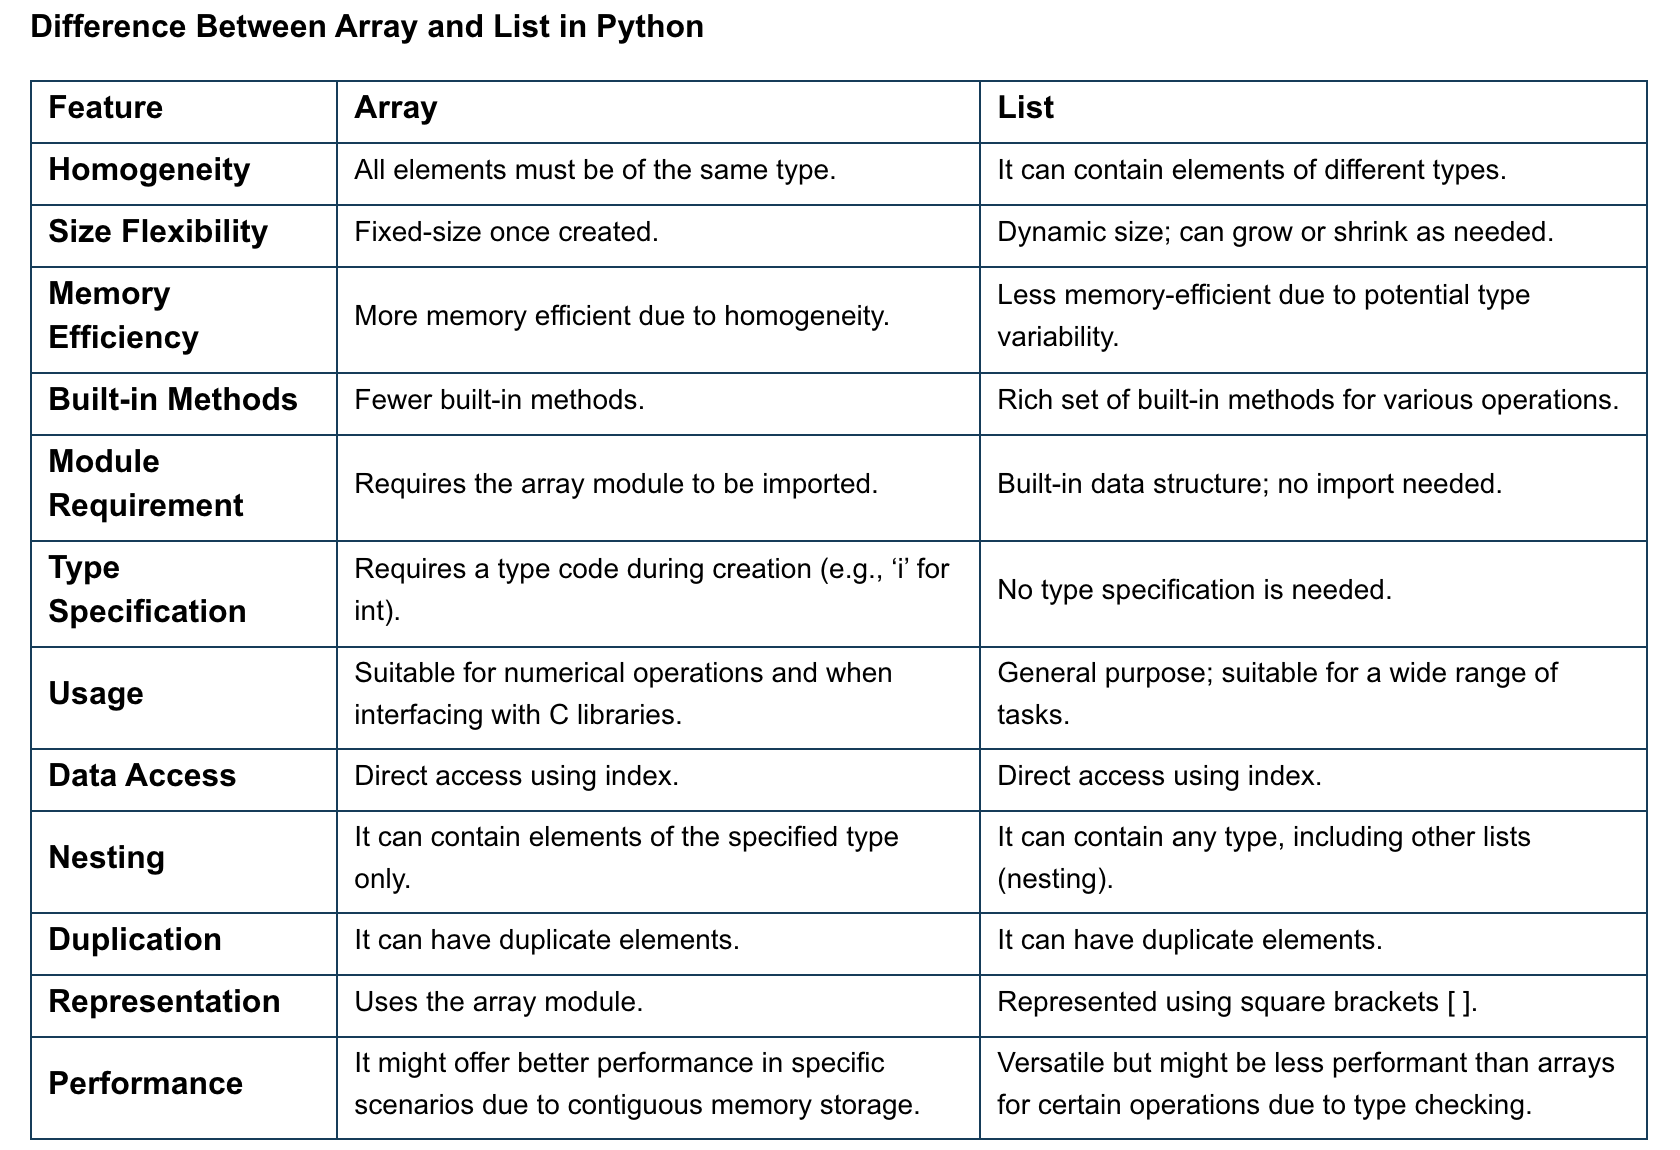 Difference Between Array and List in Python
Feature
Array
List
Homogeneity
All elements must be of the same type.
It can contain elements of different types.
Size Flexibility
Fixed-size once created.
Dynamic size; can grow or shrink as needed.
Memory
Efficiency
More memory efficient due to homogeneity.
Less memory-efficient due to potential type
variability.
Built-in Methods
Fewer built-in methods.
Rich set of built-in methods for various operations.
Module
Requirement
Requires the array module to be imported.
Built-in data structure; no import needed.
Type
Specification
Requires a type code during creation (e.g., ‘i’ for
int).
No type specification is needed.
Usage
Suitable for numerical operations and when
interfacing with C libraries.
General purpose; suitable for a wide range of
tasks.
Data Access
Direct access using index.
Direct access using index.
Nesting
It can contain elements of the specified type
only.
It can contain any type, including other lists
(nesting).
Duplication
It can have duplicate elements.
It can have duplicate elements.
Representation
Uses the array module.
Represented using square brackets [ ].
Performance
It might offer better performance in specific
scenarios due to contiguous memory storage.
Versatile but might be less performant than arrays
for certain operations due to type checking.